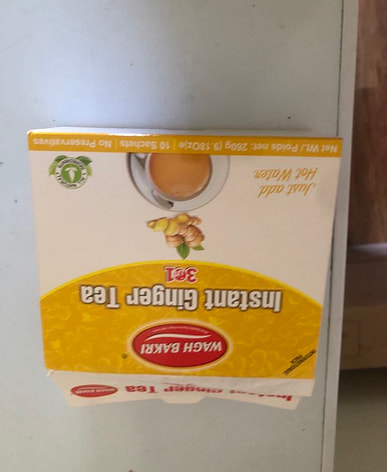 Instant Ginger Tea
WAGH BAKRI
Instant Ginger Tea
3in1
Just add
Hot Water
Net Wt./ Poids net: 260g (9.18Oz)e | 10 Sachets | No Preservatives